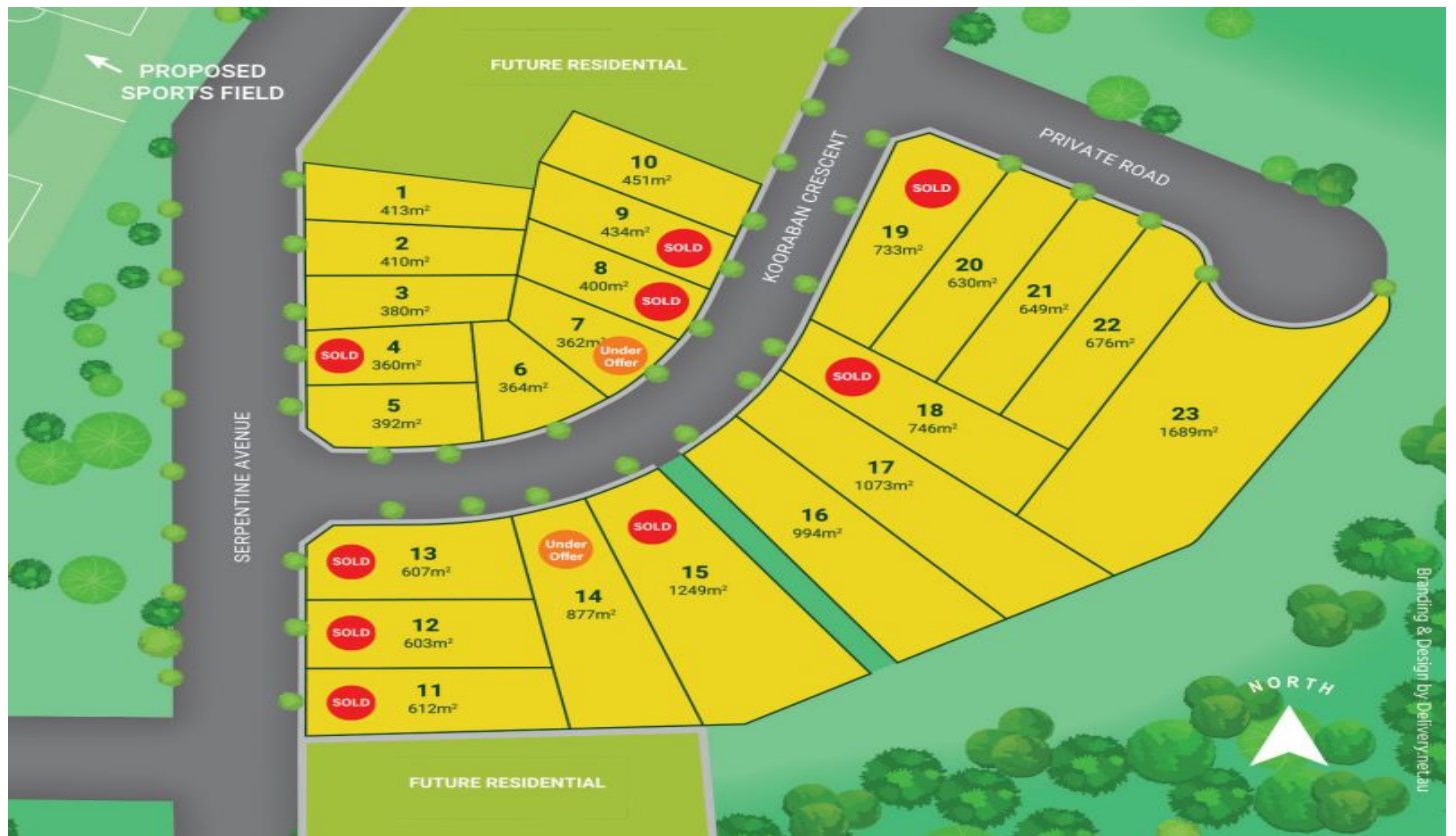 PROPOSED
SPORTS FIELD
FUTURE RESIDENTIAL
PRIVATE ROAD
KOORABAN CRESCENT
SERPENTINE AVENUE
1
413m²
2
410m²
3
380m²
SOLD
4
360m²
5
392m²
6
364m²
7
362m²
Under
Offer
8
400m²
SOLD
9
434m²
SOLD
10
451m²
SOLD
19
733m²
20
630m²
21
649m²
22
676m²
23
1689m²
SOLD
18
746m²
17
1073m²
16
994m²
SOLD
15
1249m²
Under
Offer
14
877m²
SOLD
13
607m²
SOLD
12
603m²
SOLD
11
612m²
FUTURE RESIDENTIAL
NORTH
Branding & Design by Delivery.net.au